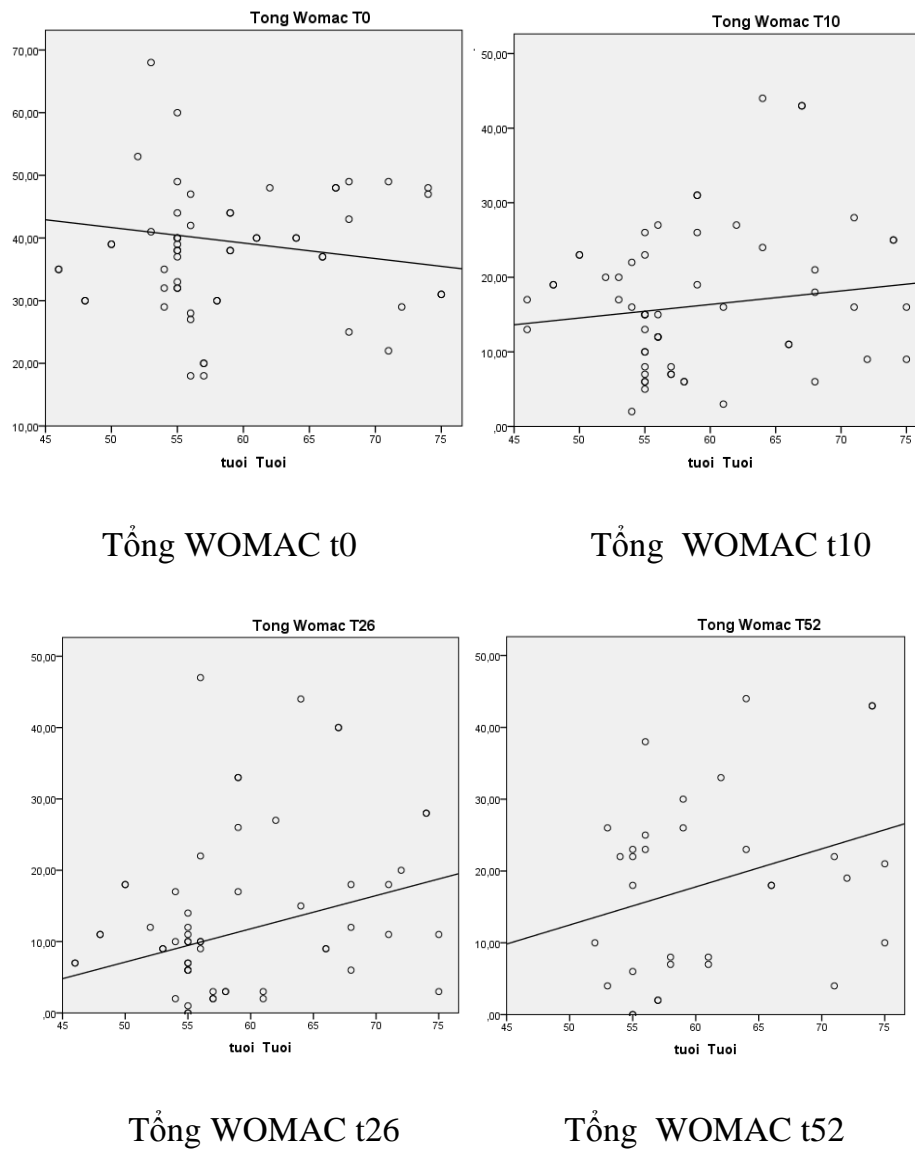 Tong Womac T0
70,00
60,00
50,00
40,00
30,00
20,00
10,00
45 50 55 60 65 70 75
tuoi Tuoi
Tong Womac T10
50,00
40,00
30,00
20,00
10,00
,00
45 50 55 60 65 70 75
tuoi Tuoi
Tổng WOMAC t0
Tổng WOMAC t10
Tong Womac T26
50,00
40,00
30,00
20,00
10,00
,00
45 50 55 60 65 70 75
tuoi Tuoi
Tong Womac T52
50,00
40,00
30,00
20,00
10,00
,00
45 50 55 60 65 70 75
tuoi Tuoi
Tổng WOMAC t26
Tổng WOMAC t52